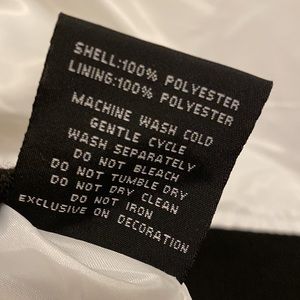 SHELL:100% POLYESTER
LINING:100% POLYESTER
MACHINE WASH COLD
GENTLE CYCLE
WASH SEPARATELY
DO NOT BLEACH
DO NOT TUMBLE DRY
DO NOT DRY CLEAN
DO NOT IRON
EXCLUSIVE ON DECORATION